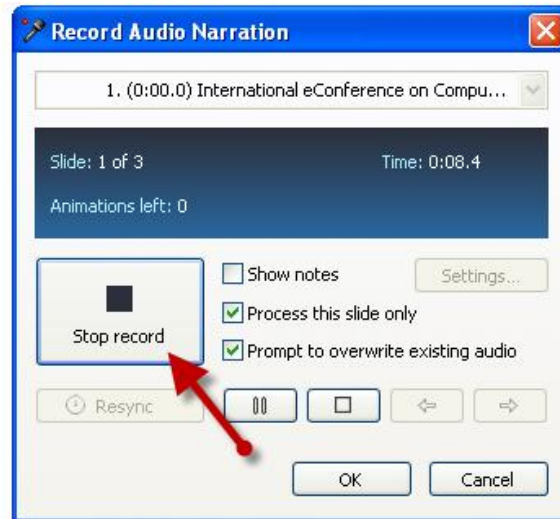 Record Audio Narration
1. (0:00.0) International eConference on Compu...
Slide: 1 of 3 Time: 0:08.4
Animations left: 0
Show notes Settings...
Process this slide only
Stop record
Prompt to overwrite existing audio
Resync
OK Cancel